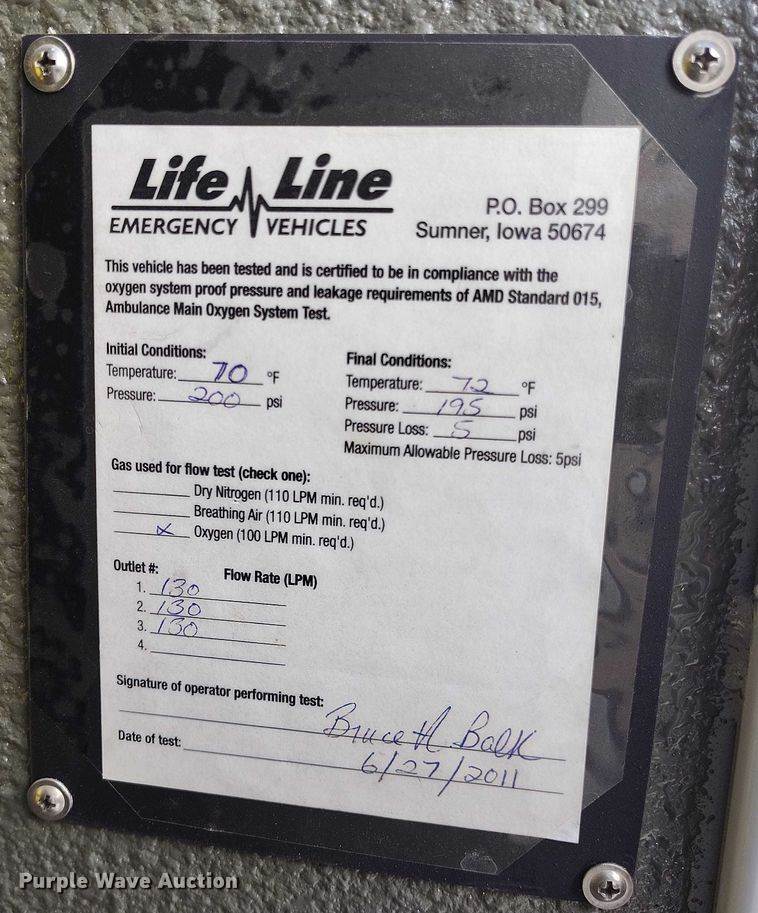 Life Line
EMERGENCY VEHICLES
P.O. Box 299
Sumner, Iowa 50674
This vehicle has been tested and is certified to be in compliance with the
oxygen system proof pressure and leakage requirements of AMD Standard 015,
Ambulance Main Oxygen System Test.
Initial Conditions:
Temperature: 70 °F
Pressure: 200 psi
Final Conditions:
Temperature: 72 °F
Pressure: 195 psi
Pressure Loss: 5 psi
Maximum Allowable Pressure Loss: 5psi
Gas used for flow test (check one):
Dry Nitrogen (110 LPM min. req'd.)
Breathing Air (110 LPM min. req'd.)
x Oxygen (100 LPM min. req'd.)
Outlet #: Flow Rate (LPM)
1. 130
2. 130
3. 130
4.
Signature of operator performing test: Bruce H Balk
Date of test: 6/27/2011
Purple Wave Auction